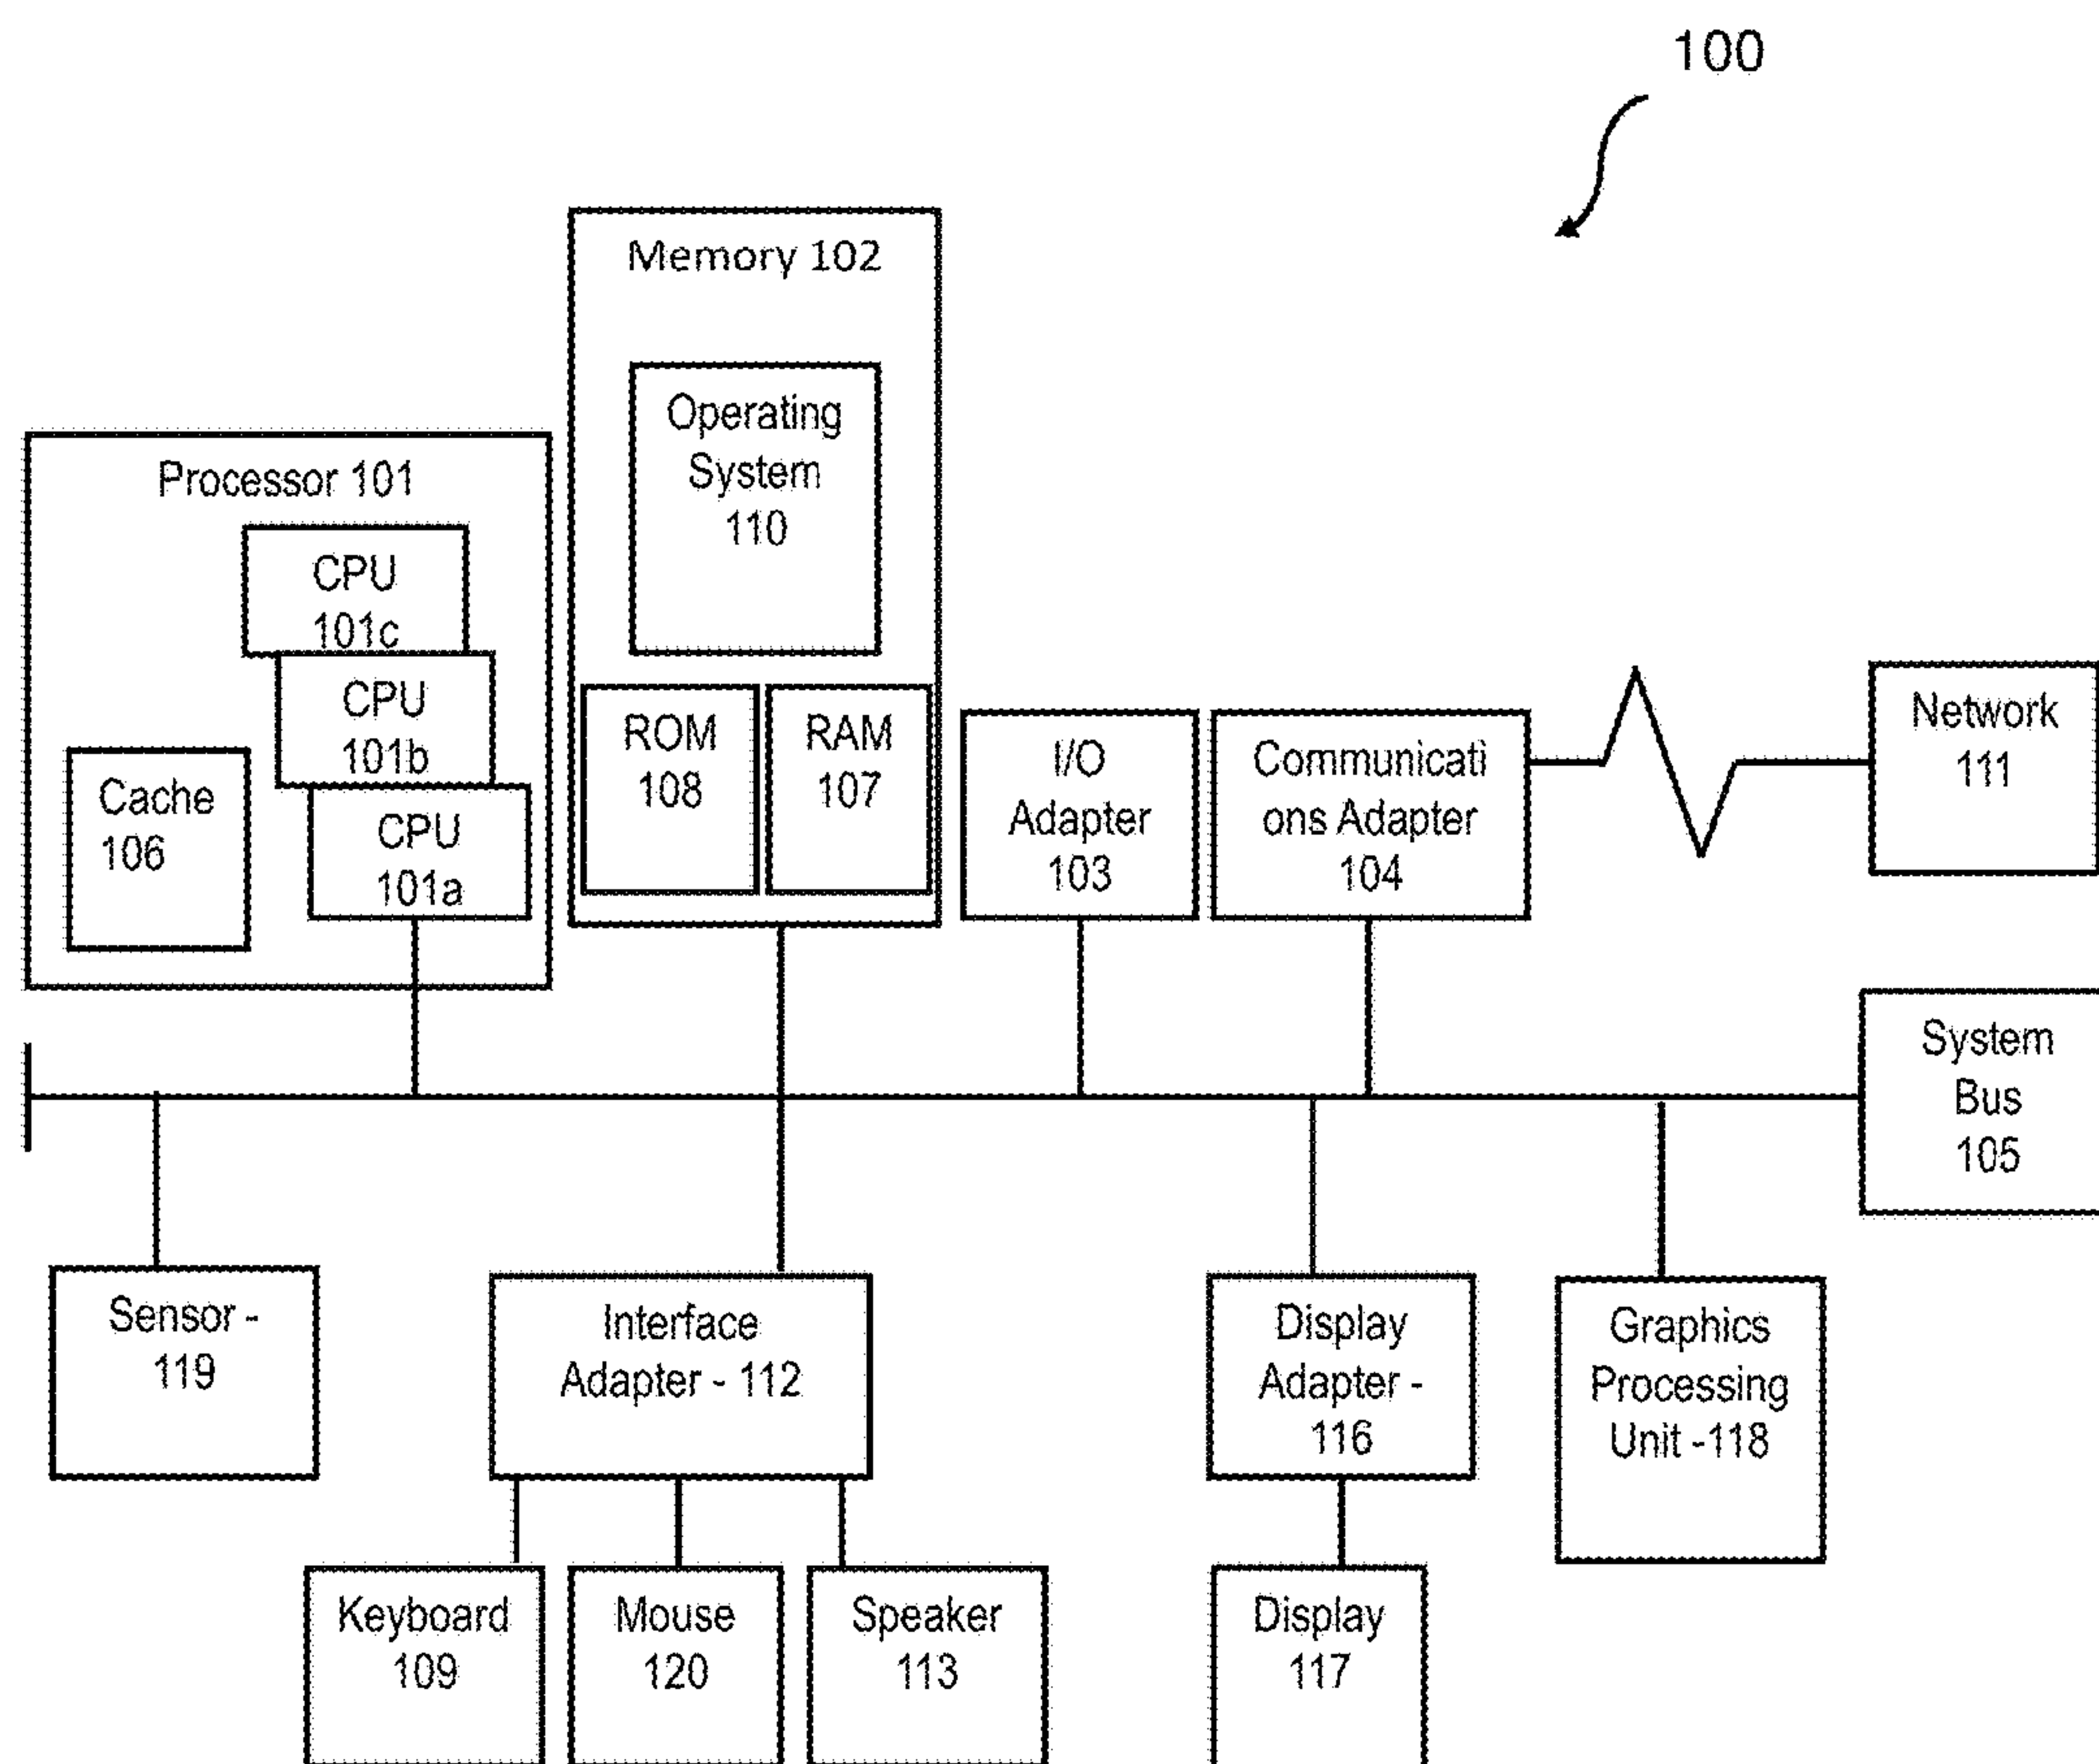 100
Memory 102
Operating
System
110
Processor 101
CPU
101c
CPU
101b
CPU
101a
Cache
106
ROM
108
RAM
107
I/O
Adapter
103
Communicati
ons Adapter
104
Network
111
System
Bus
105
Sensor -
119
Interface
Adapter - 112
Display
Adapter -
116
Graphics
Processing
Unit -118
Keyboard
109
Mouse
120
Speaker
113
Display
117